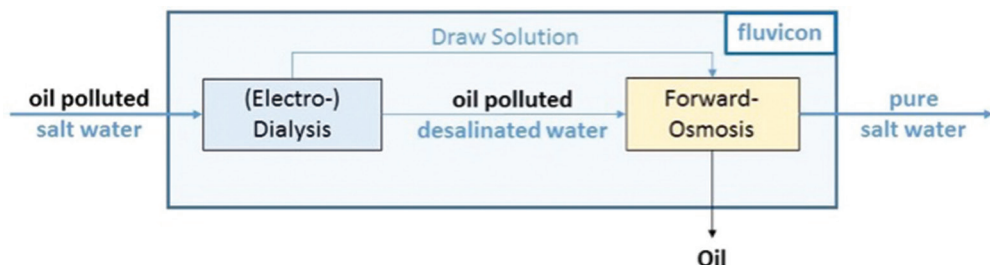 Draw Solution
fluvicon
oil polluted
salt water
(Electro-)
Dialysis
oil polluted
desalinated water
Forward-
Osmosis
pure
salt water
Oil